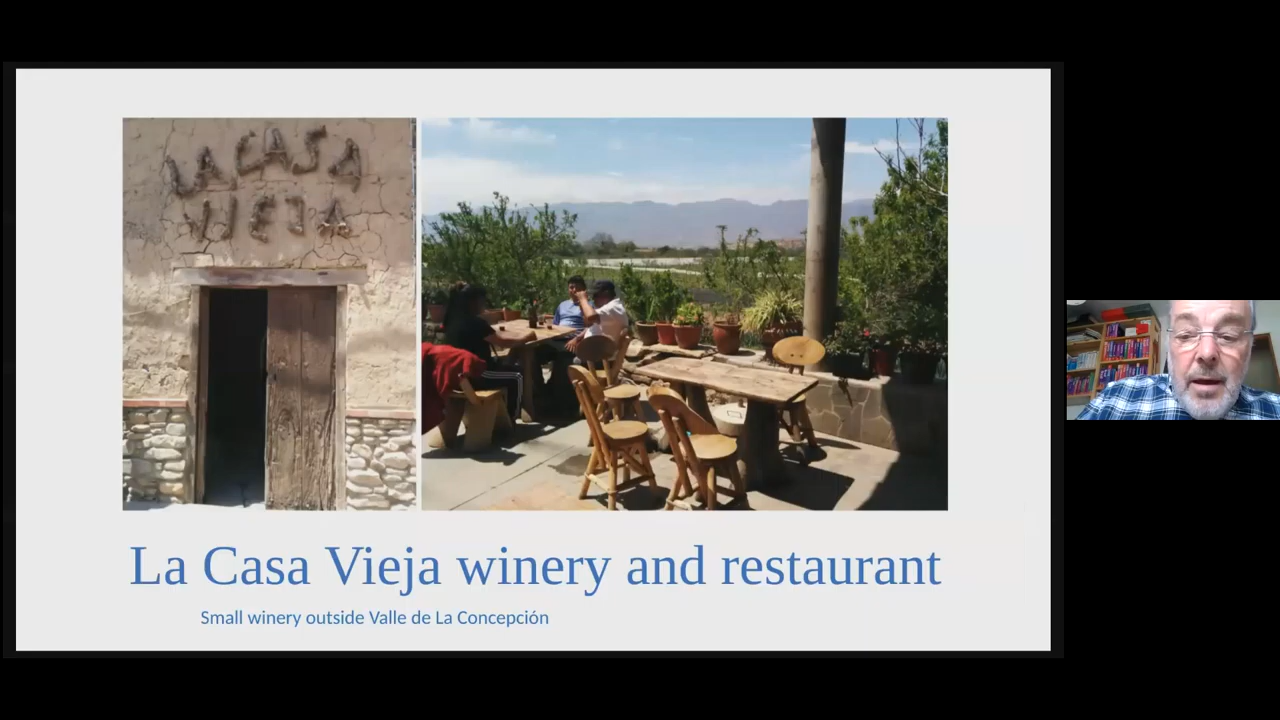 LA CASA
VIEJA
La Casa Vieja winery and restaurant
Small winery outside Valle de La Concepción